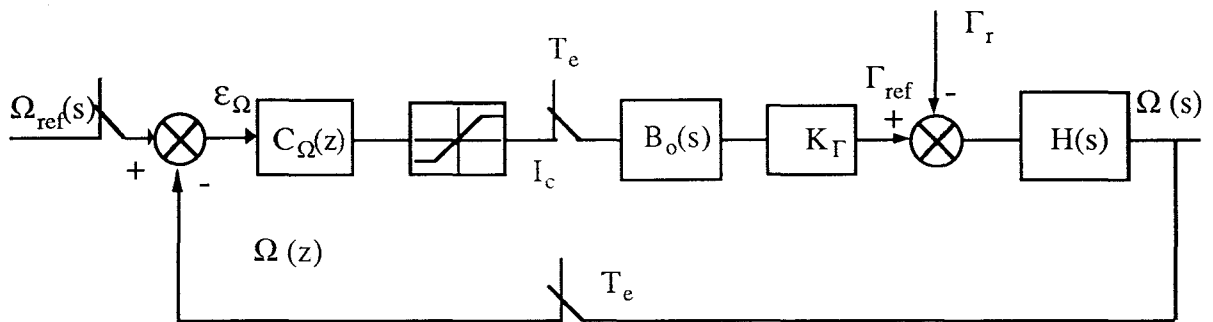 Γr
Te
Ωref(s)
εΩ
Γref
Ω (s)
CΩ(z)
Bo(s)
KΓ
H(s)
+
-
+
-
Ic
Ω (z)
Te